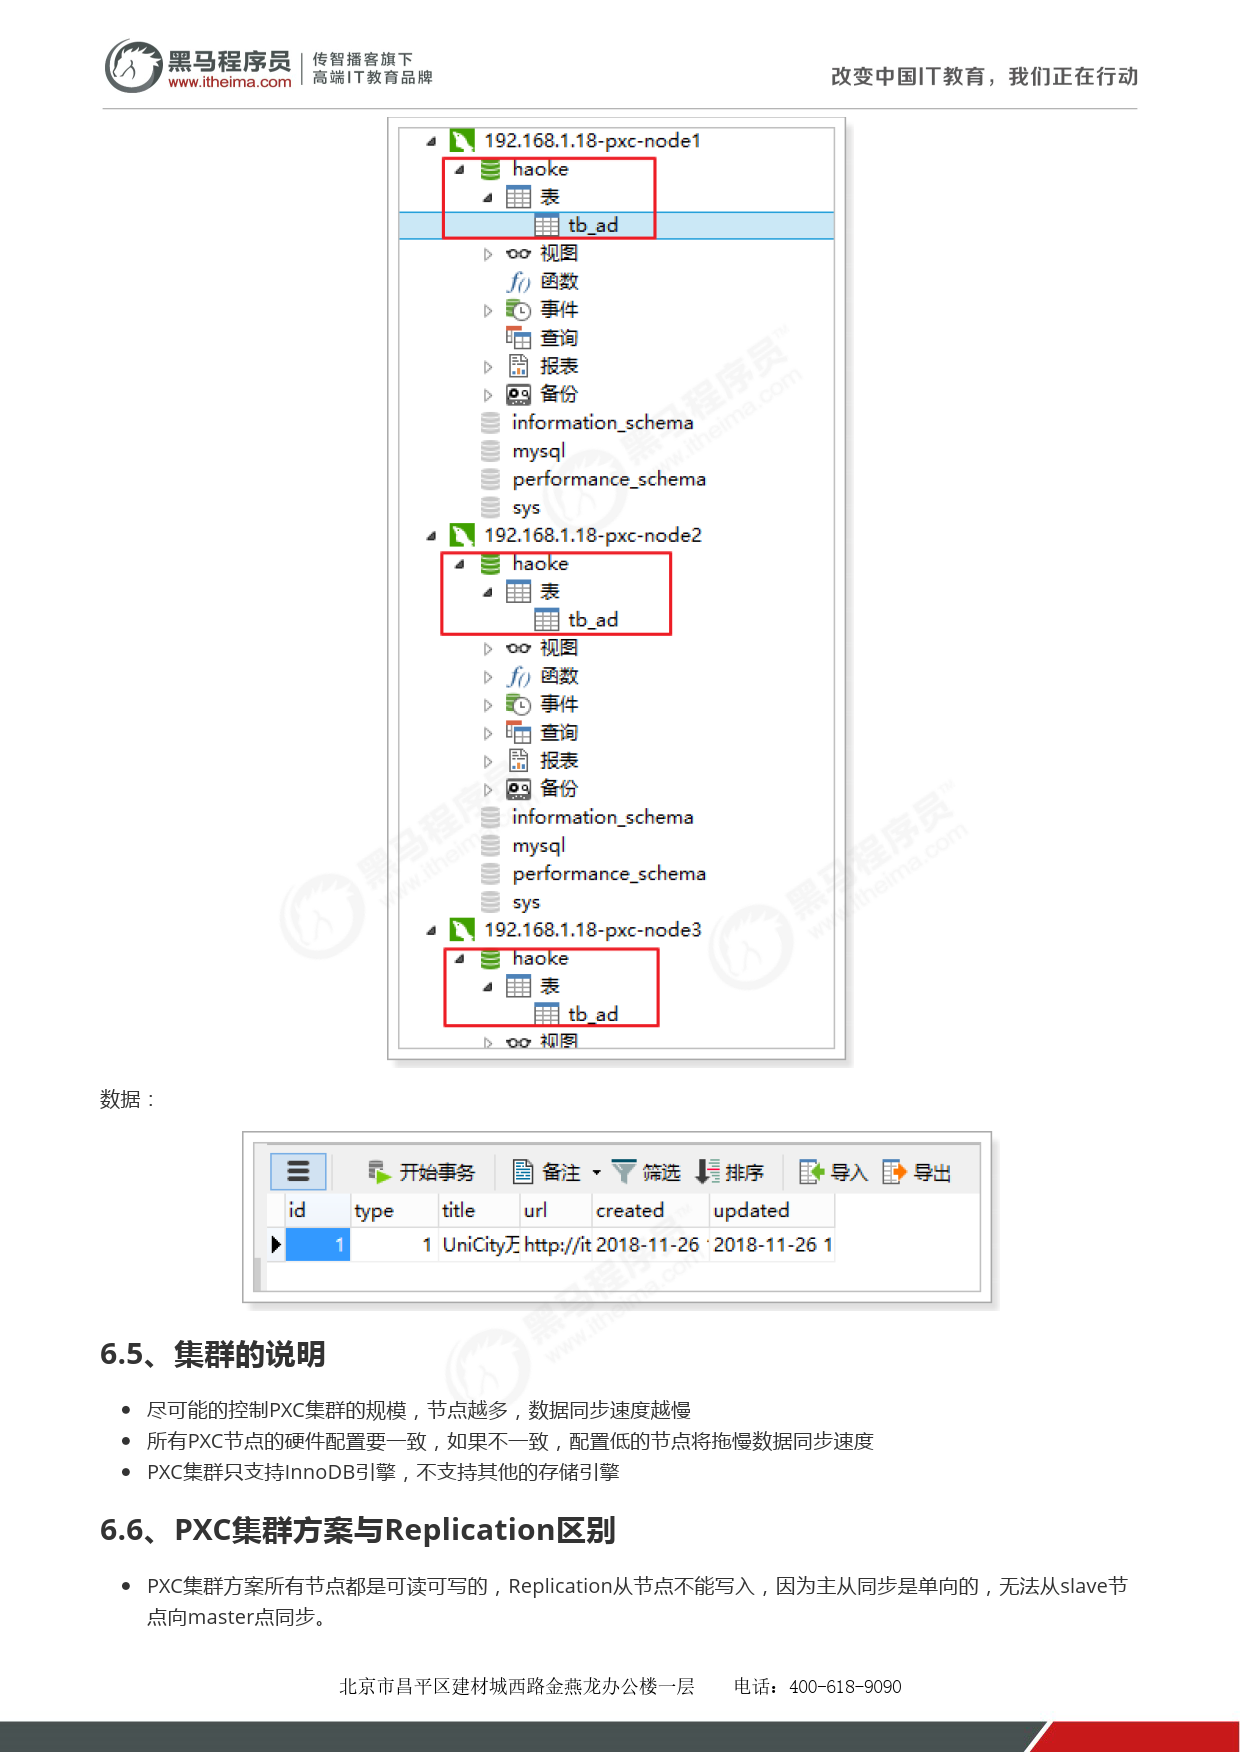 黑马程序员
www.itheima.com
传智播客旗下
高端IT教育品牌
改变中国IT教育，我们正在行动
192.168.1.18-pxc-node1
haoke
表
tb_ad
视图
函数
事件
查询
报表
备份
information_schema
mysql
performance_schema
sys
192.168.1.18-pxc-node2
haoke
表
tb_ad
视图
函数
事件
查询
报表
备份
information_schema
mysql
performance_schema
sys
192.168.1.18-pxc-node3
haoke
表
tb_ad
视图
数据：
开始事务 备注 筛选 排序 导入 导出
id type title url created updated
1 1 UniCity万 http://it 2018-11-26 2018-11-26 1
6.5、集群的说明
尽可能的控制PXC集群的规模，节点越多，数据同步速度越慢
所有PXC节点的硬件配置要一致，如果不一致，配置低的节点将拖慢数据同步速度
PXC集群只支持InnoDB引擎，不支持其他的存储引擎
6.6、PXC集群方案与Replication区别
PXC集群方案所有节点都是可读可写的，Replication从节点不能写入，因为主从同步是单向的，无法从slave节
点向master点同步。
北京市昌平区建材城西路金燕龙办公楼一层 电话：400-618-9090